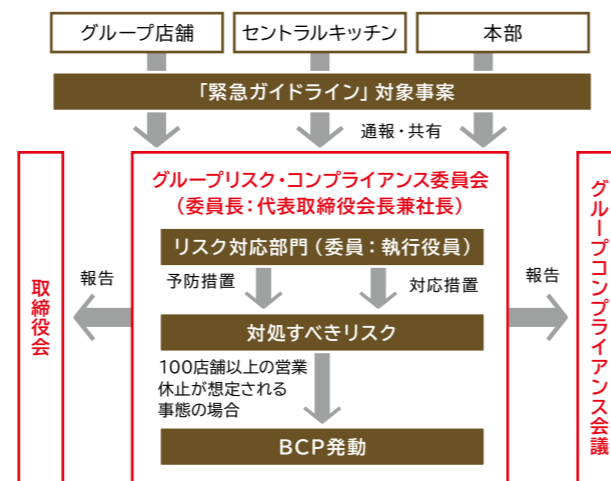 グループ店舗
セントラルキッチン
本部
「緊急ガイドライン」対象事案
通報・共有
グループリスク・コンプライアンス委員会
（委員長：代表取締役会長兼社長）
リスク対応部門（委員：執行役員）
予防措置
対応措置
対処すべきリスク
100店舗以上の営業
休止が想定される
事態の場合
BCP発動
報告
取締役会
報告
グループコンプライアンス会議